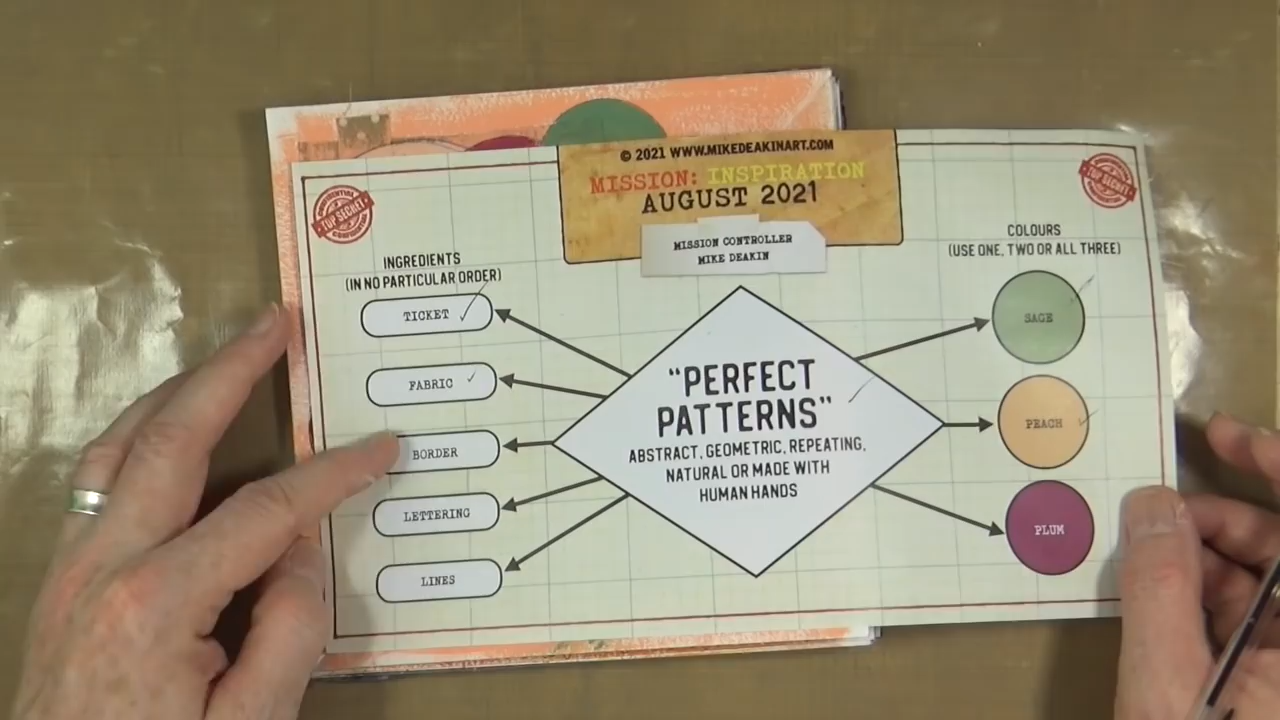 © 2021 WWW.MIKEDEAKINART.COM
MISSION: INSPIRATION
AUGUST 2021
MISSION CONTROLLER
MIKE DEAKIN
CONFIDENTIAL
TOP SECRET
CONFIDENTIAL
TOP SECRET
INGREDIENTS
(IN NO PARTICULAR ORDER)
TICKET
FABRIC
BORDER
LETTERING
LINES
"PERFECT
PATTERNS"
ABSTRACT, GEOMETRIC, REPEATING,
NATURAL OR MADE WITH
HUMAN HANDS
COLOURS
(USE ONE, TWO OR ALL THREE)
SAGE
PEACH
PLUM